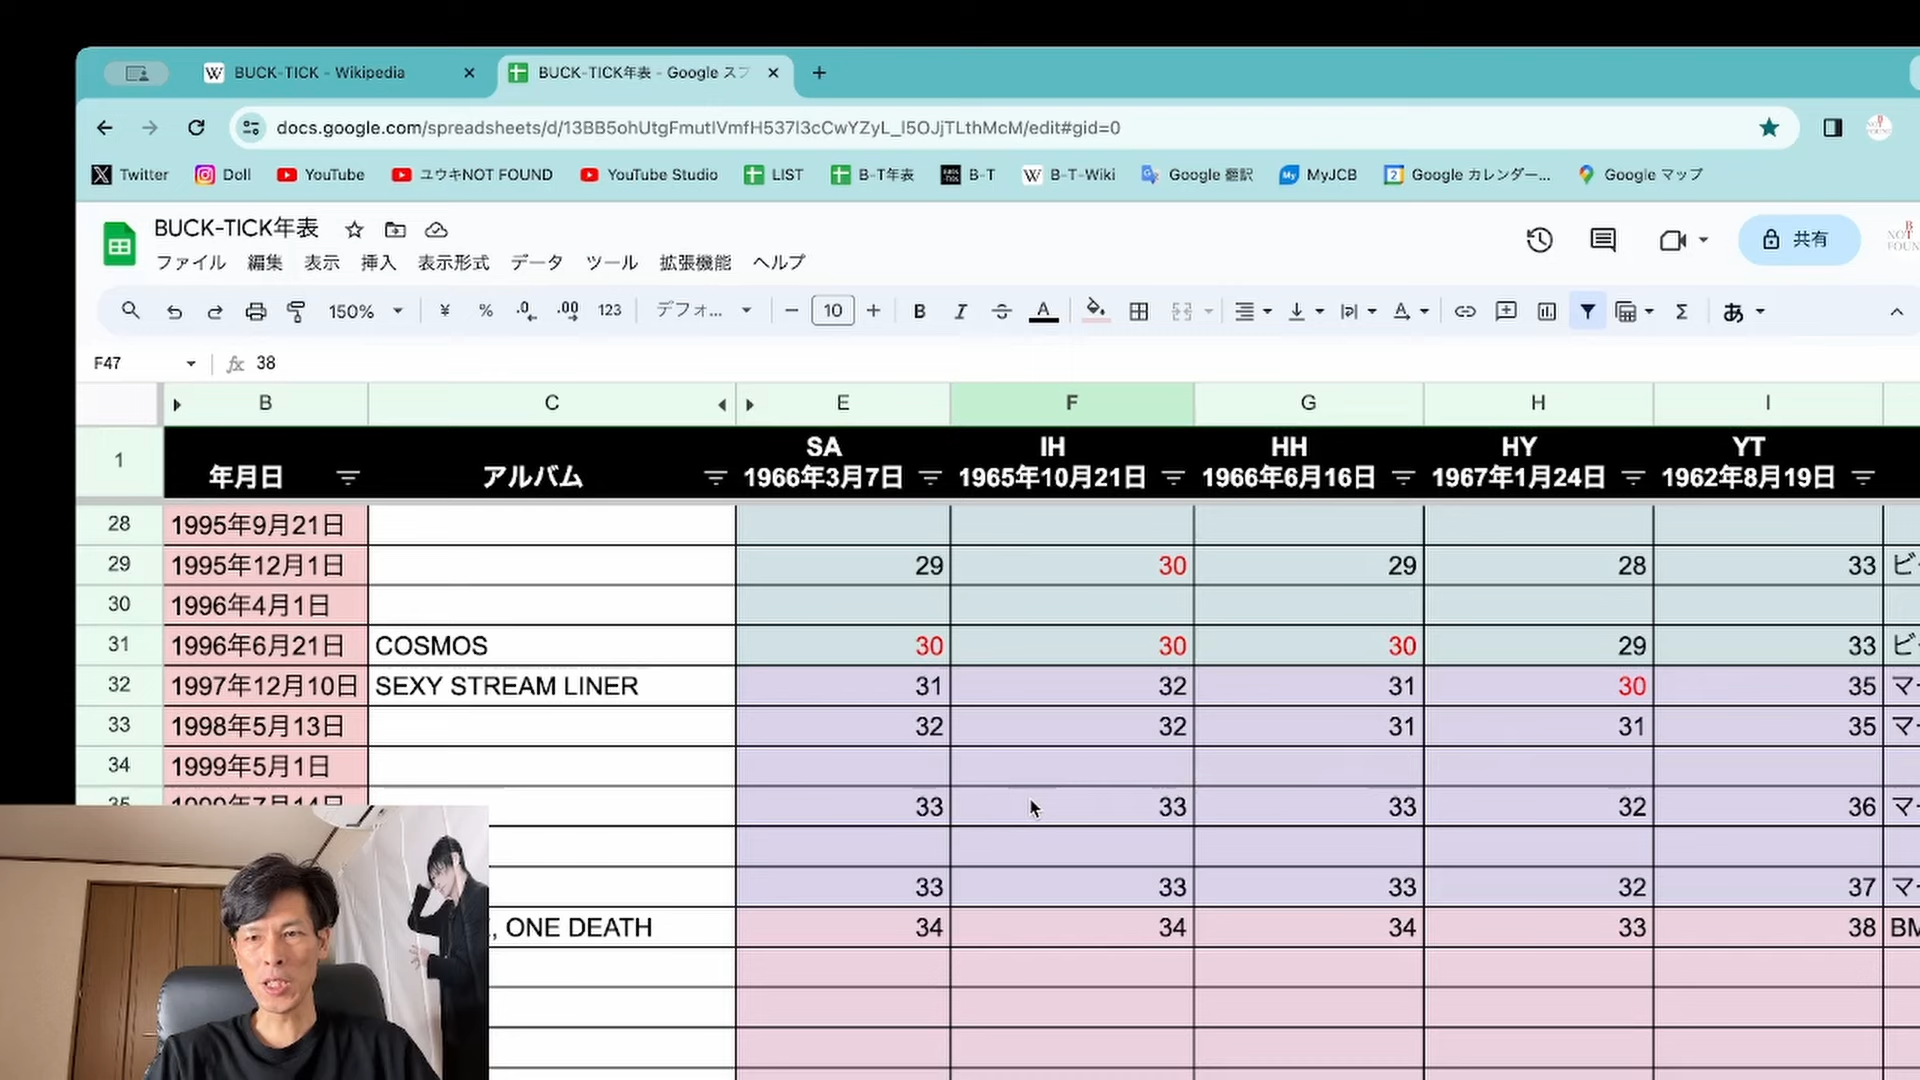 BUCK-TICK - Wikipedia
BUCK-TICK年表 - Google スプ
docs.google.com/spreadsheets/d/13BB5ohUtgFmutIVmfH537I3cCwYZyL_I5OJjTLthMcM/edit#gid=0
Twitter Doll YouTube ユウキNOT FOUND YouTube Studio LIST B-T年表 B-T B-T-Wiki Google 翻訳 MyJCB Google カレンダー... Google マップ
BUCK-TICK年表
共有
ファイル 編集 表示 挿入 表示形式 データ ツール 拡張機能 ヘルプ
150% ¥ % .0 .00 123 デフォ... − 10 + B I A Σ あ
F47 fx 38
B C E F G H I
1 年月日 アルバム SA 1966年3月7日 IH 1965年10月21日 HH 1966年6月16日 HY 1967年1月24日 YT 1962年8月19日
28 1995年9月21日
29 1995年12月1日 29 30 29 28 33 ビ
30 1996年4月1日
31 1996年6月21日 COSMOS 30 30 30 29 33 ビ
32 1997年12月10日 SEXY STREAM LINER 31 32 31 30 35 マ
33 1998年5月13日 32 32 31 31 35 マ
34 1999年5月1日
35 1999年7月14日 33 33 33 32 36 マ
33 33 33 32 37 マ
, ONE DEATH 34 34 34 33 38 BM